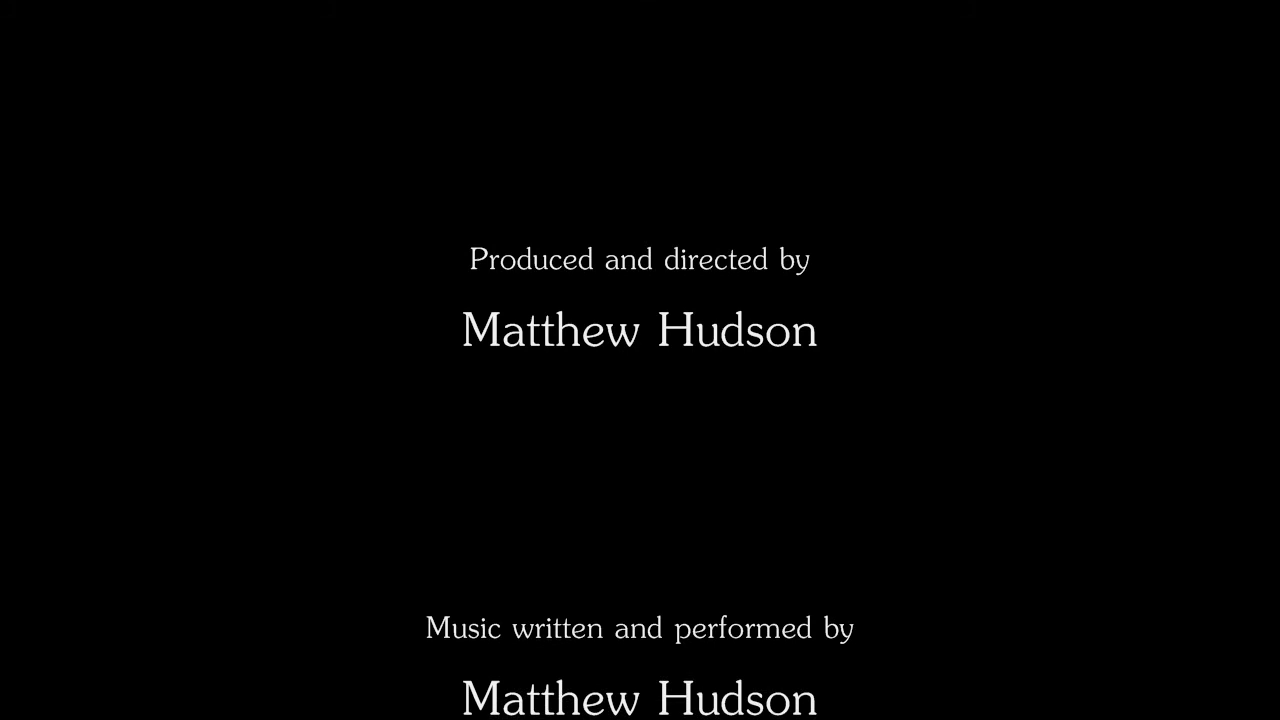 Produced and directed by
Matthew Hudson
Music written and performed by
Matthew Hudson